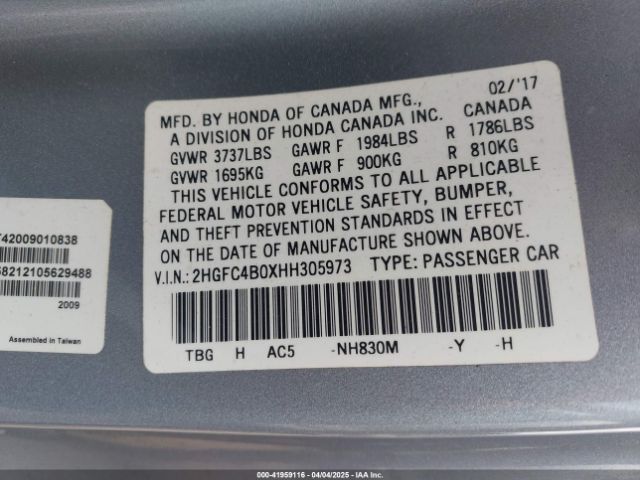 02/'17
MFD. BY HONDA OF CANADA MFG.,
A DIVISION OF HONDA CANADA INC. CANADA
GVWR 3737LBS GAWR F 1984LBS R 1786LBS
GVWR 1695KG GAWR F 900KG R 810KG
THIS VEHICLE CONFORMS TO ALL APPLICABLE
FEDERAL MOTOR VEHICLE SAFETY, BUMPER,
AND THEFT PREVENTION STANDARDS IN EFFECT
ON THE DATE OF MANUFACTURE SHOWN ABOVE.
V.I.N.: 2HGFC4B0XHH305973 TYPE: PASSENGER CAR
TBG H AC5 -NH830M -Y -H
42009010838
58212105629488
2009
Assembled in Taiwan
000-41959116 - 04/04/2025 - IAA Inc.